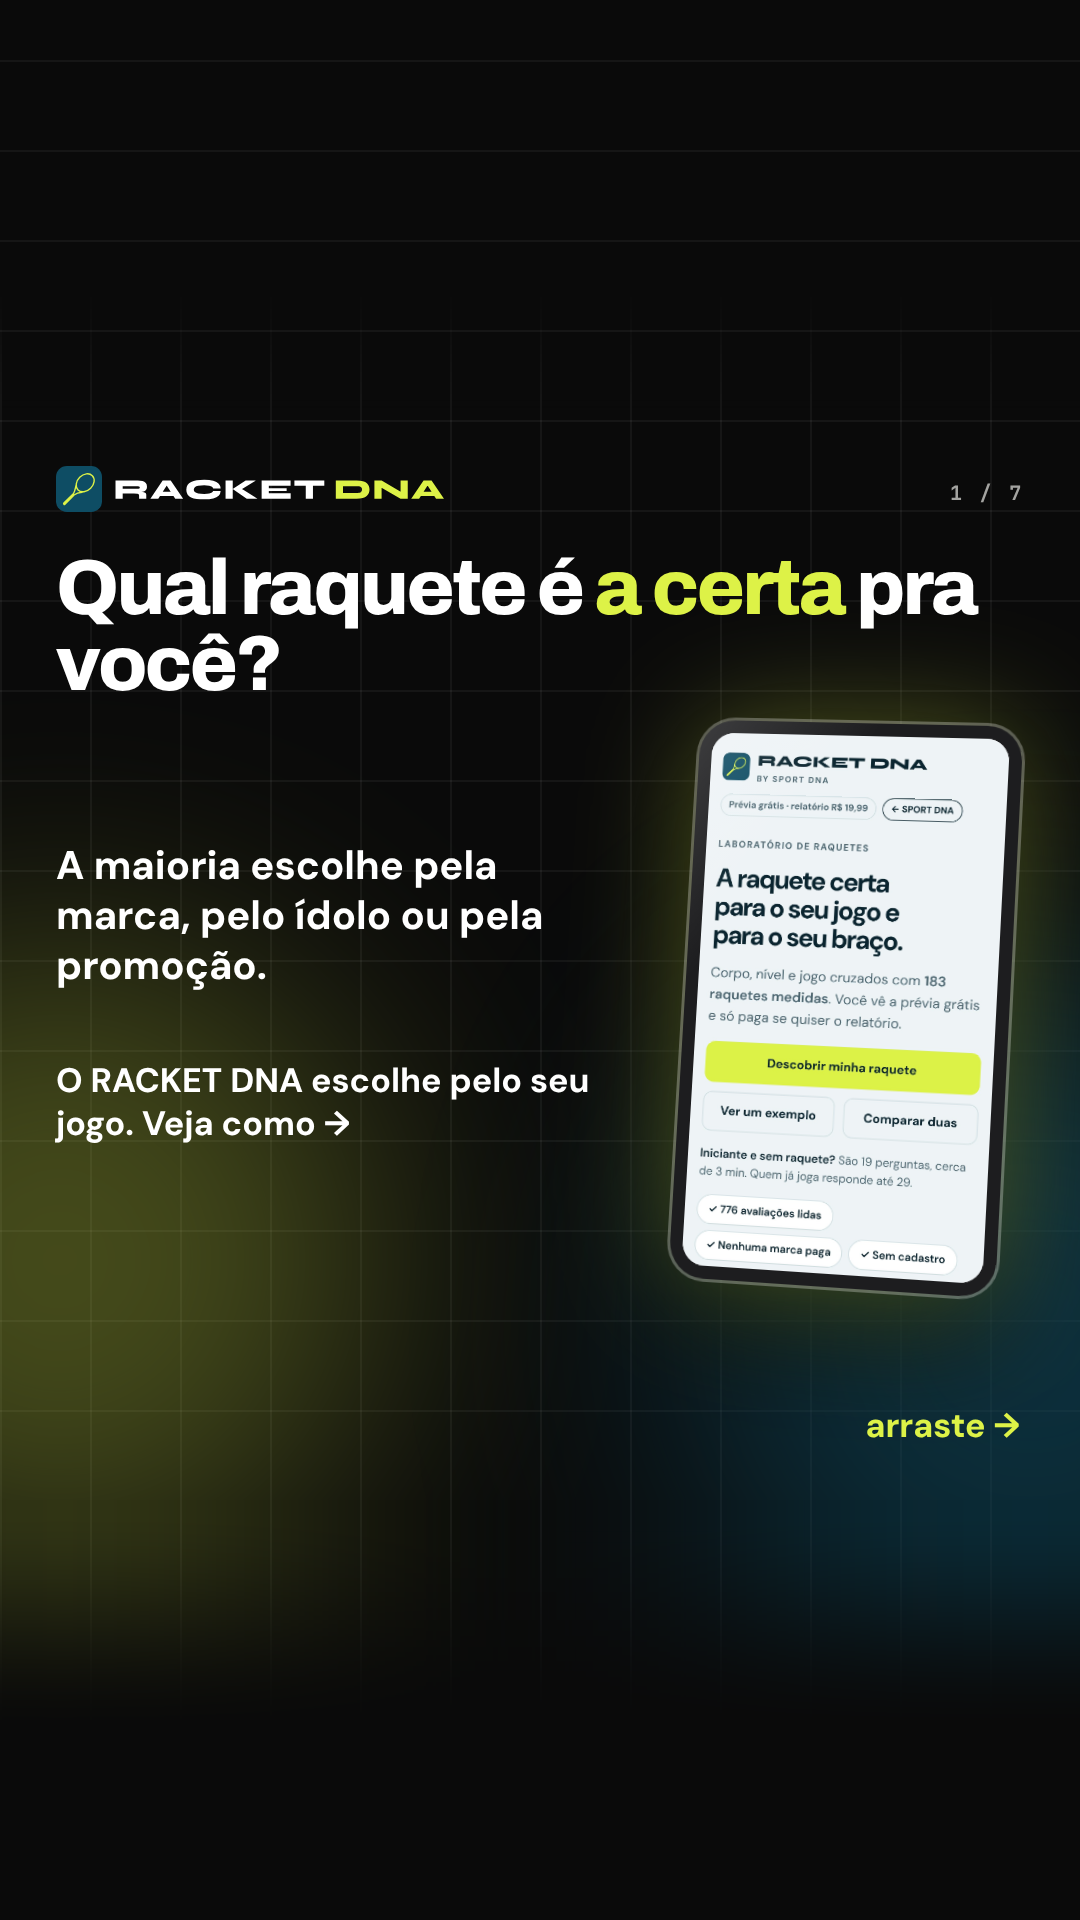 RACKET DNA
1 / 7
Qual raquete é a certa pra
você?
A maioria escolhe pela
marca, pelo ídolo ou pela
promoção.
O RACKET DNA escolhe pelo seu
jogo. Veja como →
RACKET DNA
BY SPORT DNA
Prévia grátis · relatório R$ 19,99
← SPORT DNA
LABORATÓRIO DE RAQUETES
A raquete certa
para o seu jogo e
para o seu braço.
Corpo, nível e jogo cruzados com 183
raquetes medidas. Você vê a prévia grátis
e só paga se quiser o relatório.
Descobrir minha raquete
Ver um exemplo
Comparar duas
Iniciante e sem raquete? São 19 perguntas, cerca
de 3 min. Quem já joga responde até 29.
✓ 776 avaliações lidas
✓ Nenhuma marca paga
✓ Sem cadastro
arraste →